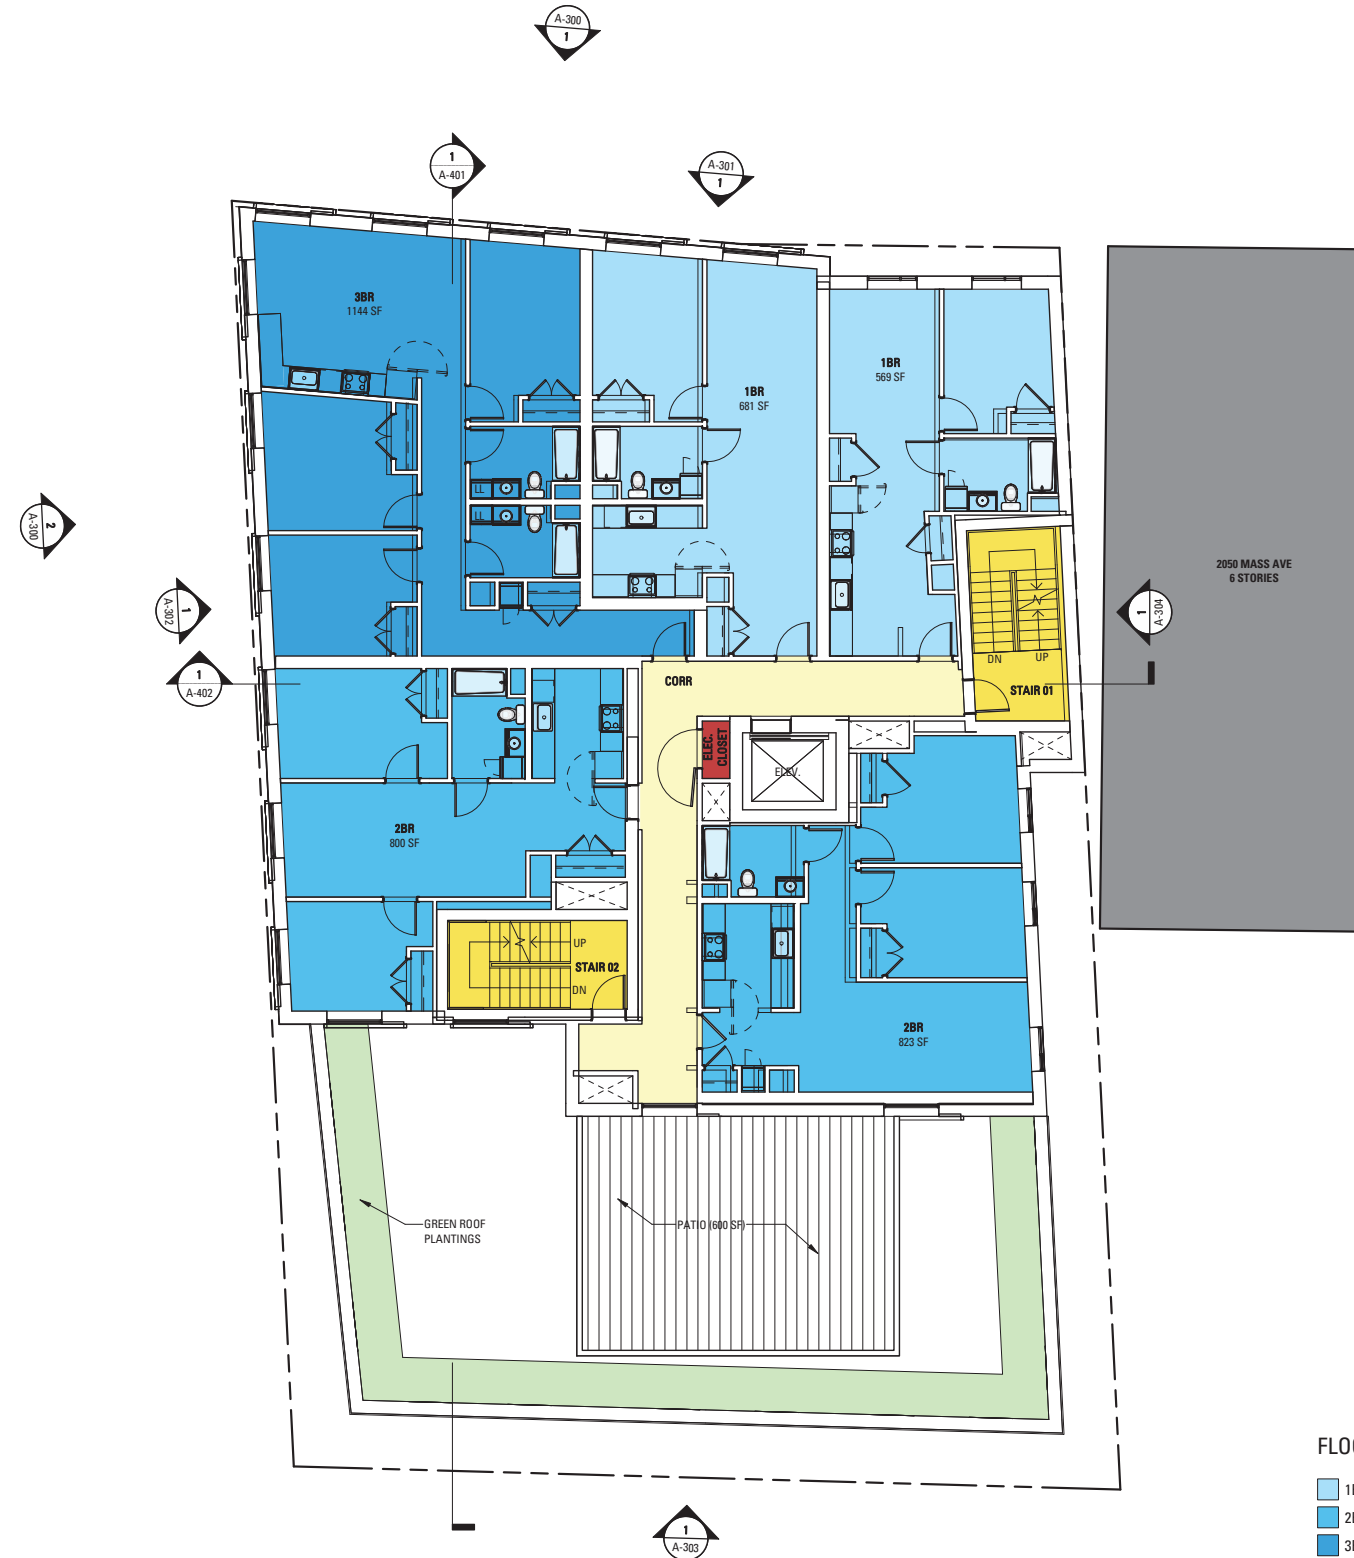 A-300
1
1
A-401
A-301
1
3BR
1144 SF
1BR
681 SF
1BR
569 SF
LL
LL
2
A-300
1
A-302
1
A-402
2050 MASS AVE
6 STORIES
1
A-304
DN
UP
STAIR 01
CORR
ELEC.
CLOSET
ELEV.
2BR
800 SF
UP
STAIR 02
DN
2BR
823 SF
GREEN ROOF
PLANTINGS
PATIO (600 SF)
1
A-303
FLO
1
2
3